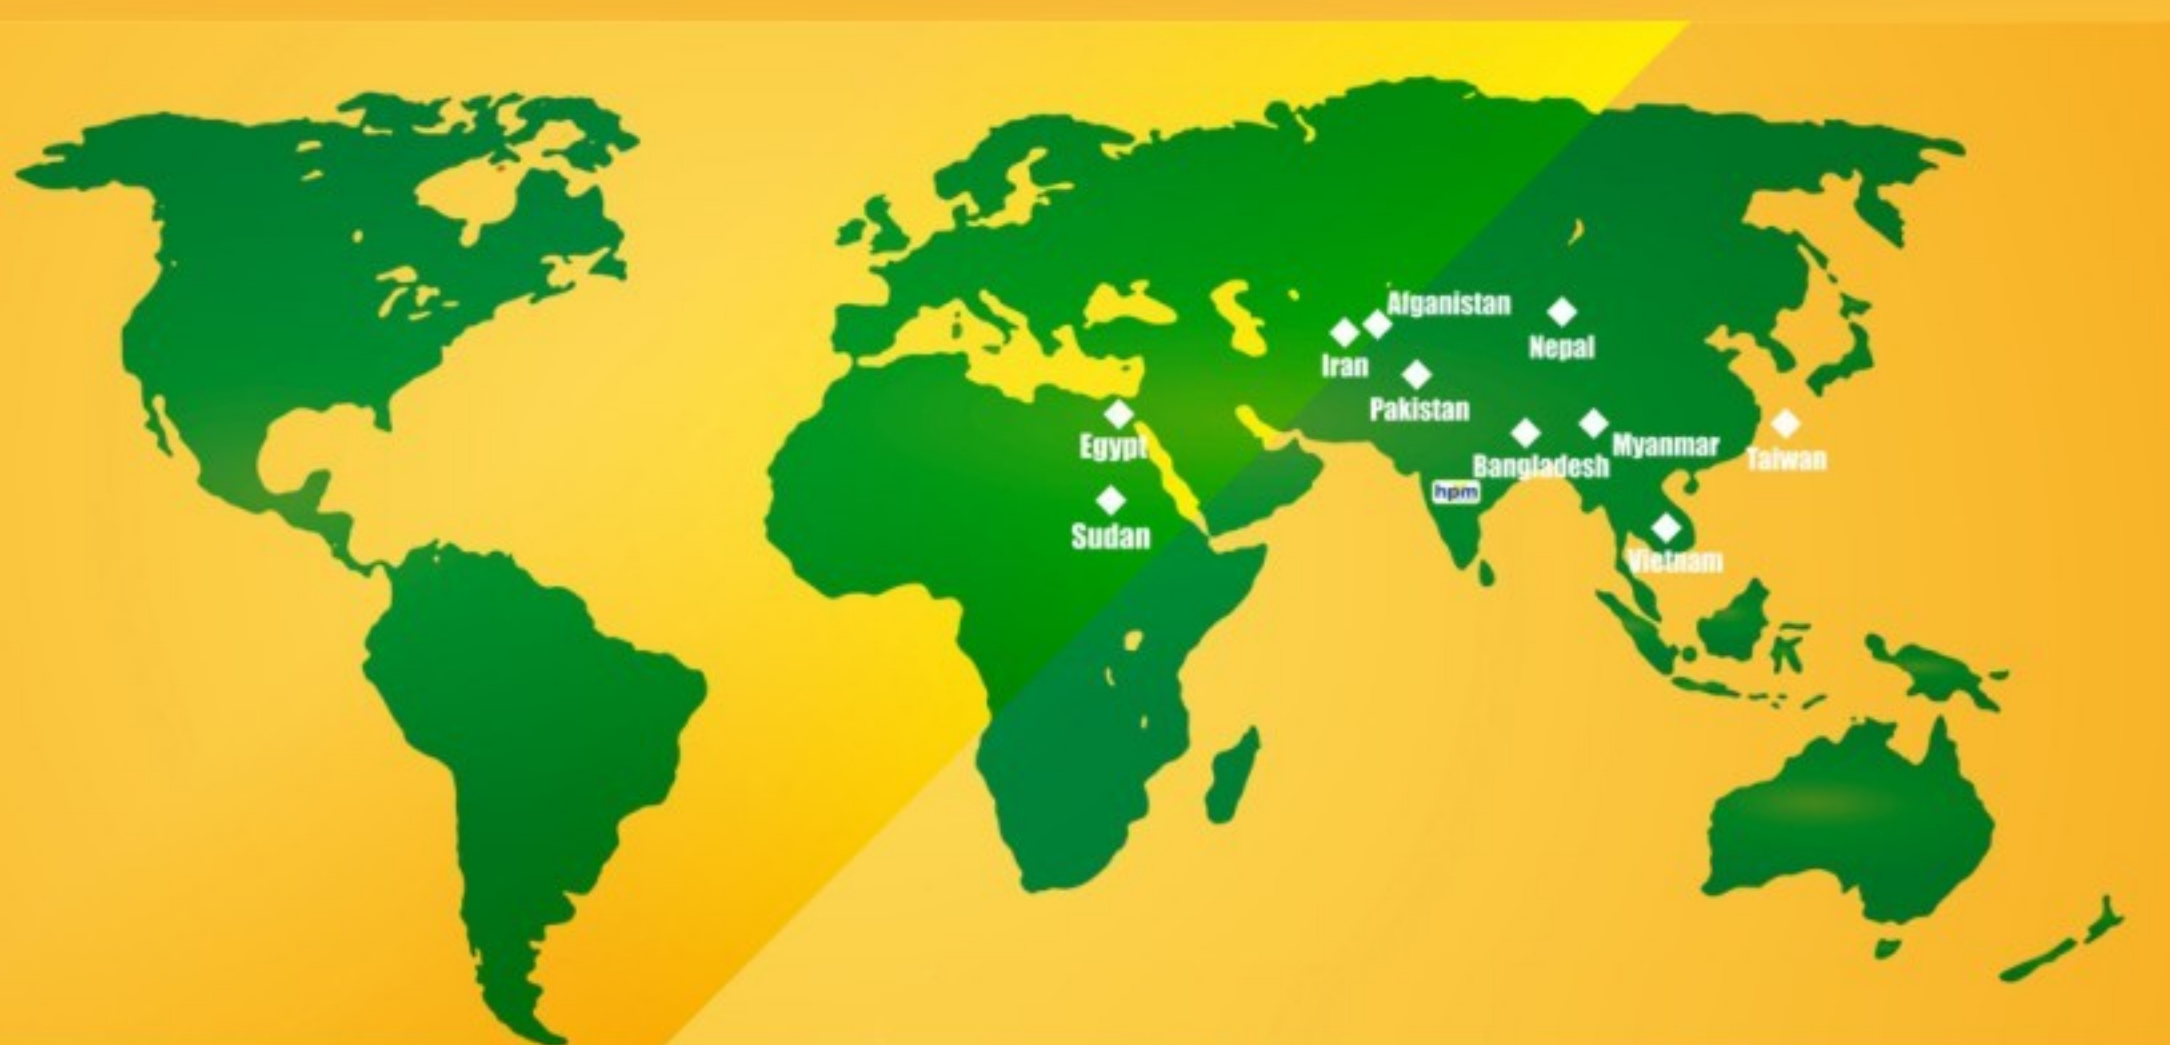 Afganistan
Iran
Nepal
Pakistan
Egypt
Myanmar
Taiwan
Bangladesh
hpm
Sudan
Vietnam